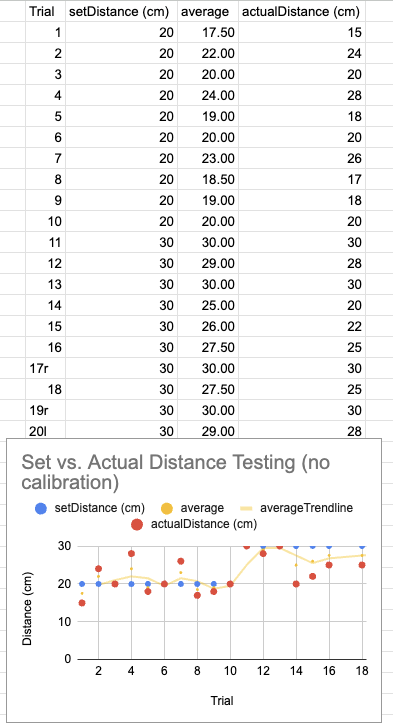 Trial setDistance (cm) average actualDistance (cm)
1 20 17.50 15
2 20 22.00 24
3 20 20.00 20
4 20 24.00 28
5 20 19.00 18
6 20 20.00 20
7 20 23.00 26
8 20 18.50 17
9 20 19.00 18
10 20 20.00 20
11 30 30.00 30
12 30 29.00 28
13 30 30.00 30
14 30 25.00 20
15 30 26.00 22
16 30 27.50 25
17r 30 30.00 30
18 30 27.50 25
19r 30 30.00 30
20l 30 29.00 28
Set vs. Actual Distance Testing (no
calibration)
setDistance (cm) average averageTrendline
actualDistance (cm)
Distance (cm)
30
20
10
0
2 4 6 8 10 12 14 16 18
Trial